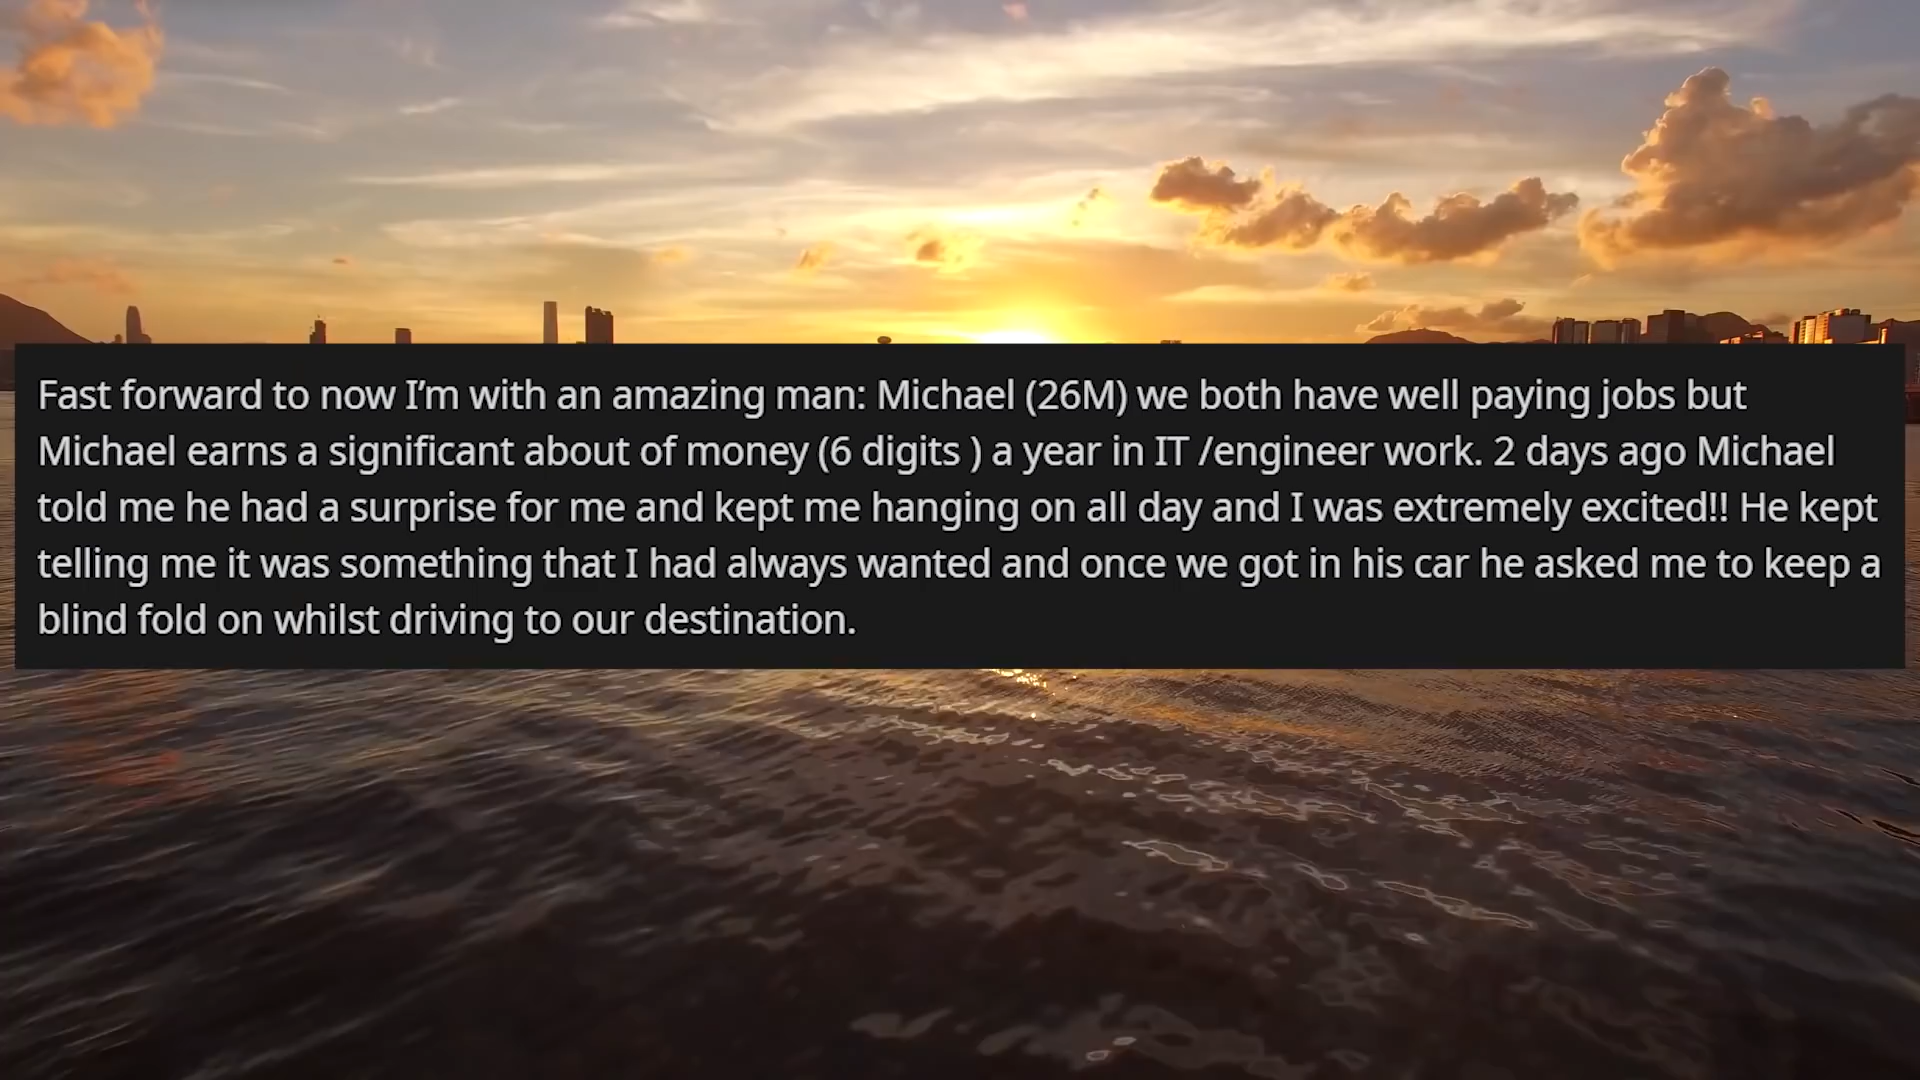 Fast forward to now I’m with an amazing man: Michael (26M) we both have well paying jobs but
Michael earns a significant about of money (6 digits ) a year in IT /engineer work. 2 days ago Michael
told me he had a surprise for me and kept me hanging on all day and I was extremely excited!! He kept
telling me it was something that I had always wanted and once we got in his car he asked me to keep a
blind fold on whilst driving to our destination.